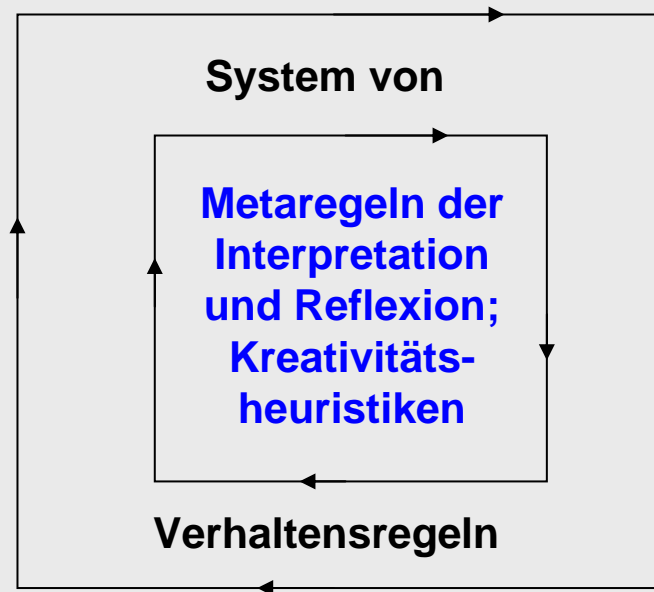 System von
Metaregeln der
Interpretation
und Reflexion;
Kreativitäts-
heuristiken
Verhaltensregeln